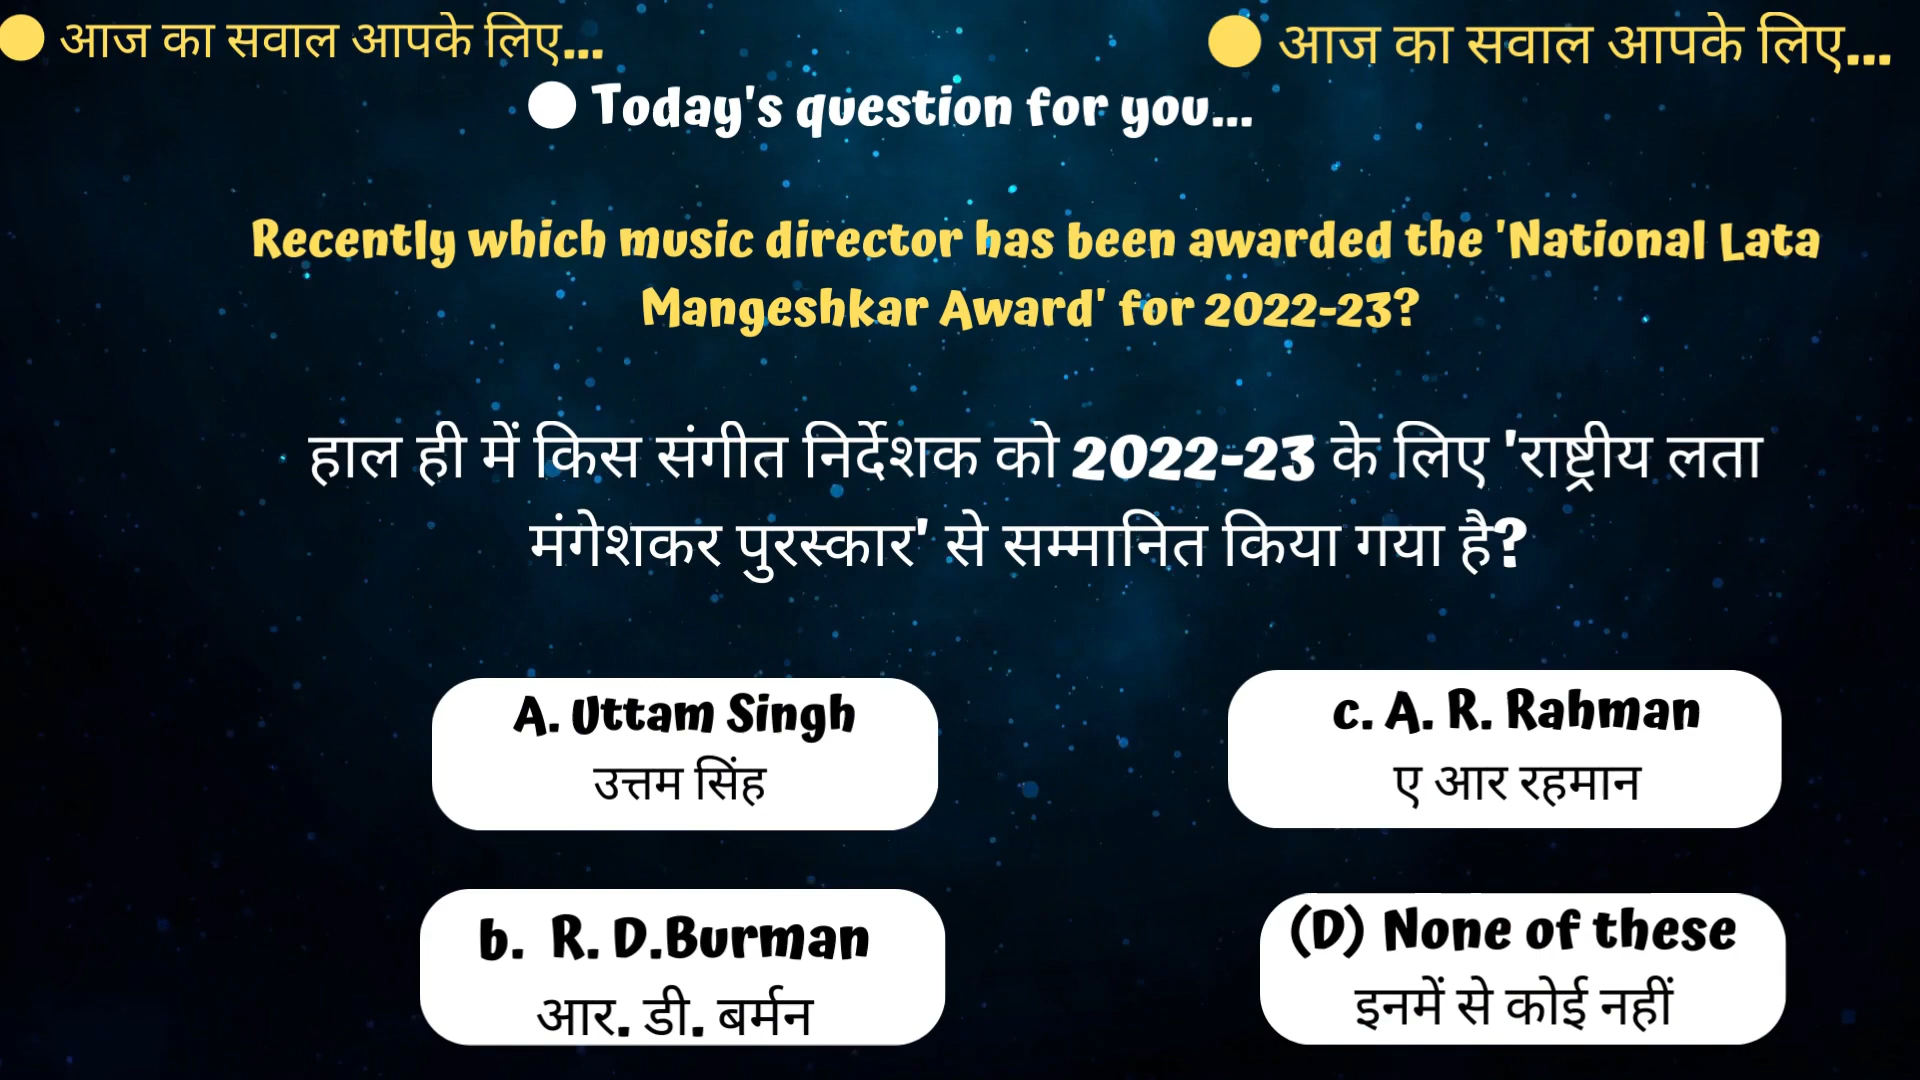 ● आज का सवाल आपके लिए...
● आज का सवाल आपके लिए...
● Today's question for you...
Recently which music director has been awarded the 'National Lata
Mangeshkar Award' for 2022-23?
हाल ही में किस संगीत निर्देशक को 2022-23 के लिए 'राष्ट्रीय लता
मंगेशकर पुरस्कार' से सम्मानित किया गया है?
A. Uttam Singh
उत्तम सिंह
c. A. R. Rahman
ए आर रहमान
b. R. D.Burman
आर. डी. बर्मन
(D) None of these
इनमें से कोई नहीं